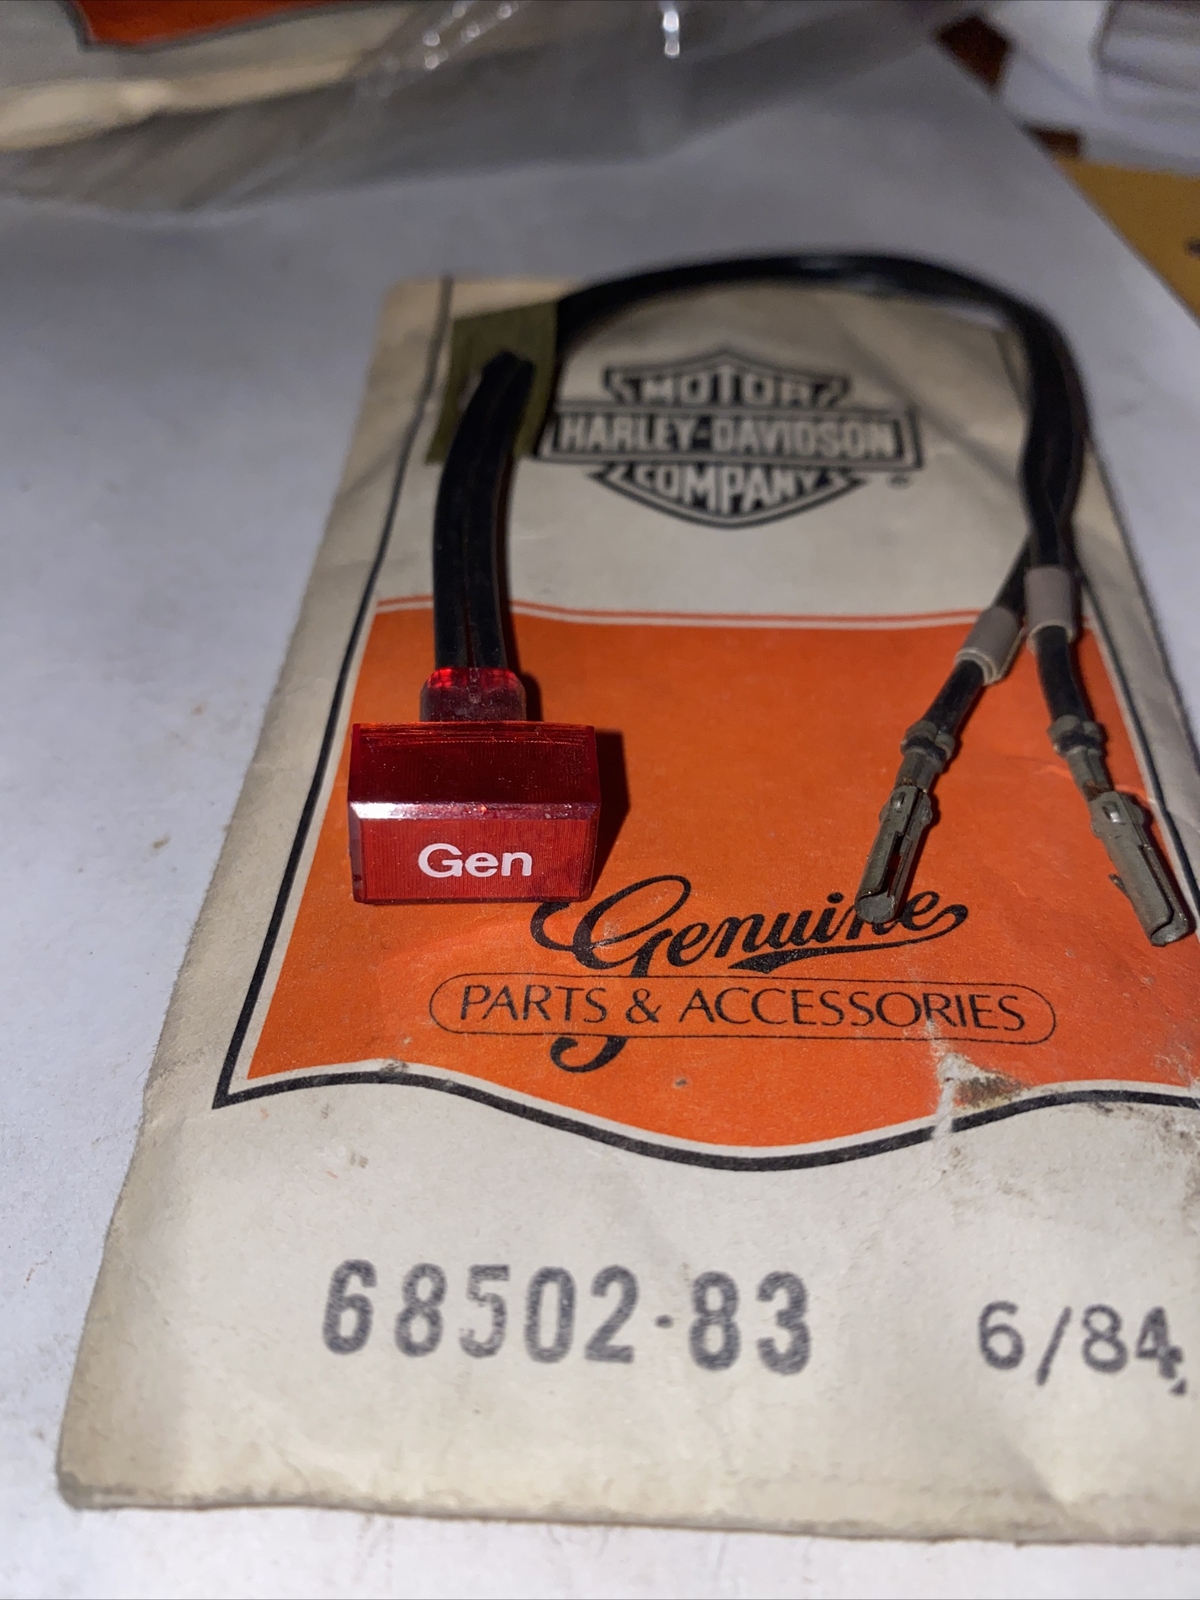 MOTOR
HARLEY-DAVIDSON
COMPANY
®
Gen
Genuine
PARTS & ACCESSORIES
68502-83 6/84